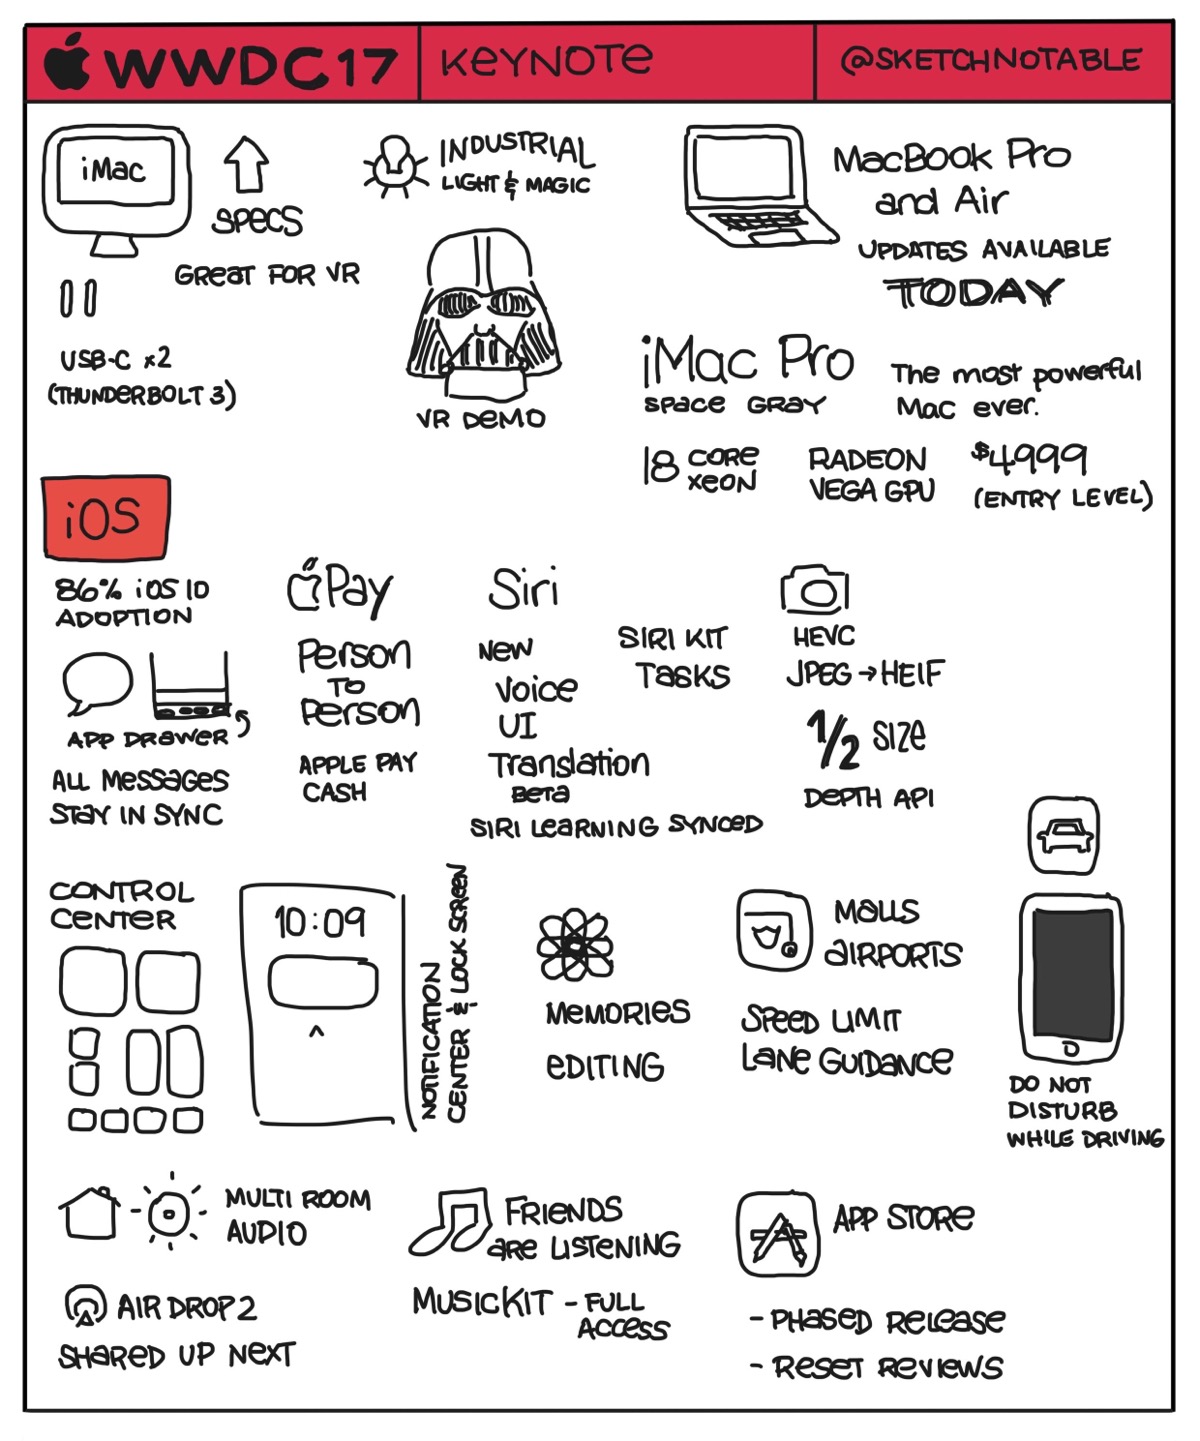 WWDC17
KEYNOTE
@SKETCHNOTABLE
iMac
SPECS
GREAT FOR VR
USB-C x2
(THUNDERBOLT 3)
INDUSTRIAL
LIGHT & MAGIC
VR DEMO
MacBook Pro
and Air
UPDATES AVAILABLE
TODAY
iMac Pro
SPACE GRAY
The most powerful
Mac ever.
18 CORE
XEON
RADEON
VEGA GPU
$4999
(ENTRY LEVEL)
iOS
86% iOS 10
ADOPTION
APP DRAWER
ALL MESSAGES
STAY IN SYNC
Pay
Person
TO
Person
APPLE PAY
CASH
Siri
NEW
Voice
UI
Translation
BETA
SIRI LEARNING SYNCED
SIRI KIT
TASKS
HEVC
JPEG → HEIF
1/2 SIZE
DEPTH API
CONTROL
CENTER
10:09
NOTIFICATION
CENTER & LOCK SCREEN
MEMORIES
EDITING
MALLS
AIRPORTS
SPEED LIMIT
LANE GUIDANCE
DO NOT
DISTURB
WHILE DRIVING
MULTI ROOM
AUDIO
AIR DROP 2
SHARED UP NEXT
FRIENDS
ARE LISTENING
MUSICKIT - FULL
ACCESS
APP STORE
- PHASED RELEASE
- RESET REVIEWS